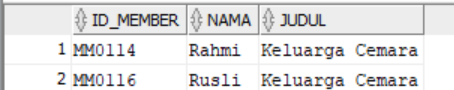 ID_MEMBER NAMA JUDUL
1 MM0114 Rahmi Keluarga Cemara
2 MM0116 Rusli Keluarga Cemara